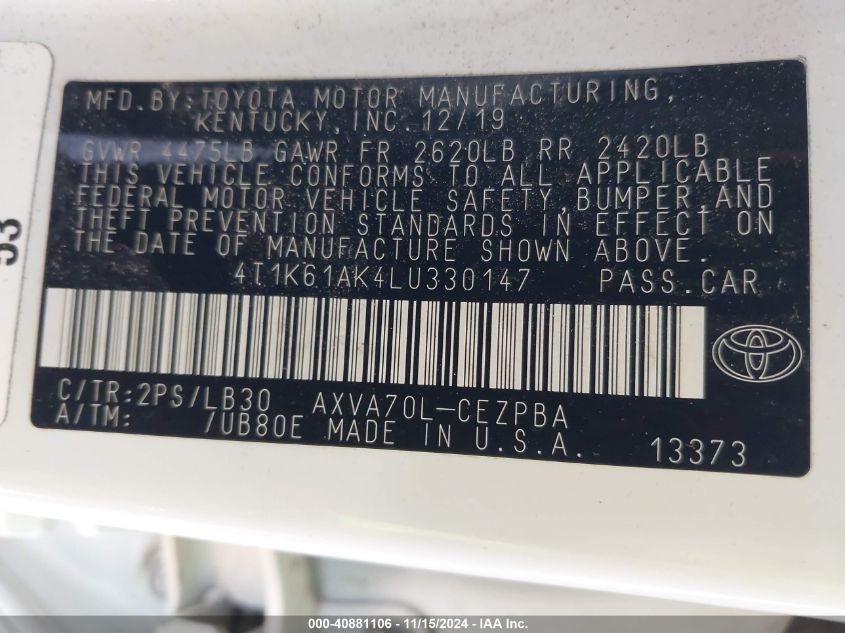 MFD.BY:TOYOTA MOTOR MANUFACTURING,
KENTUCKY,INC.12/19
GVWR 4475LB GAWR FR 2620LB RR 2420LB
THIS VEHICLE CONFORMS TO ALL APPLICABLE
FEDERAL MOTOR VEHICLE SAFETY,BUMPER,AND
THEFT PREVENTION STANDARDS IN EFFECT ON
THE DATE OF MANUFACTURE SHOWN ABOVE.
4T1K61AK4LU330147 PASS.CAR
C/TR:2PS/LB30 AXVA70L-CEZPBA
A/TM: /UB80E MADE IN U.S.A. 13373
53
000-40881106 - 11/15/2024 - IAA Inc.